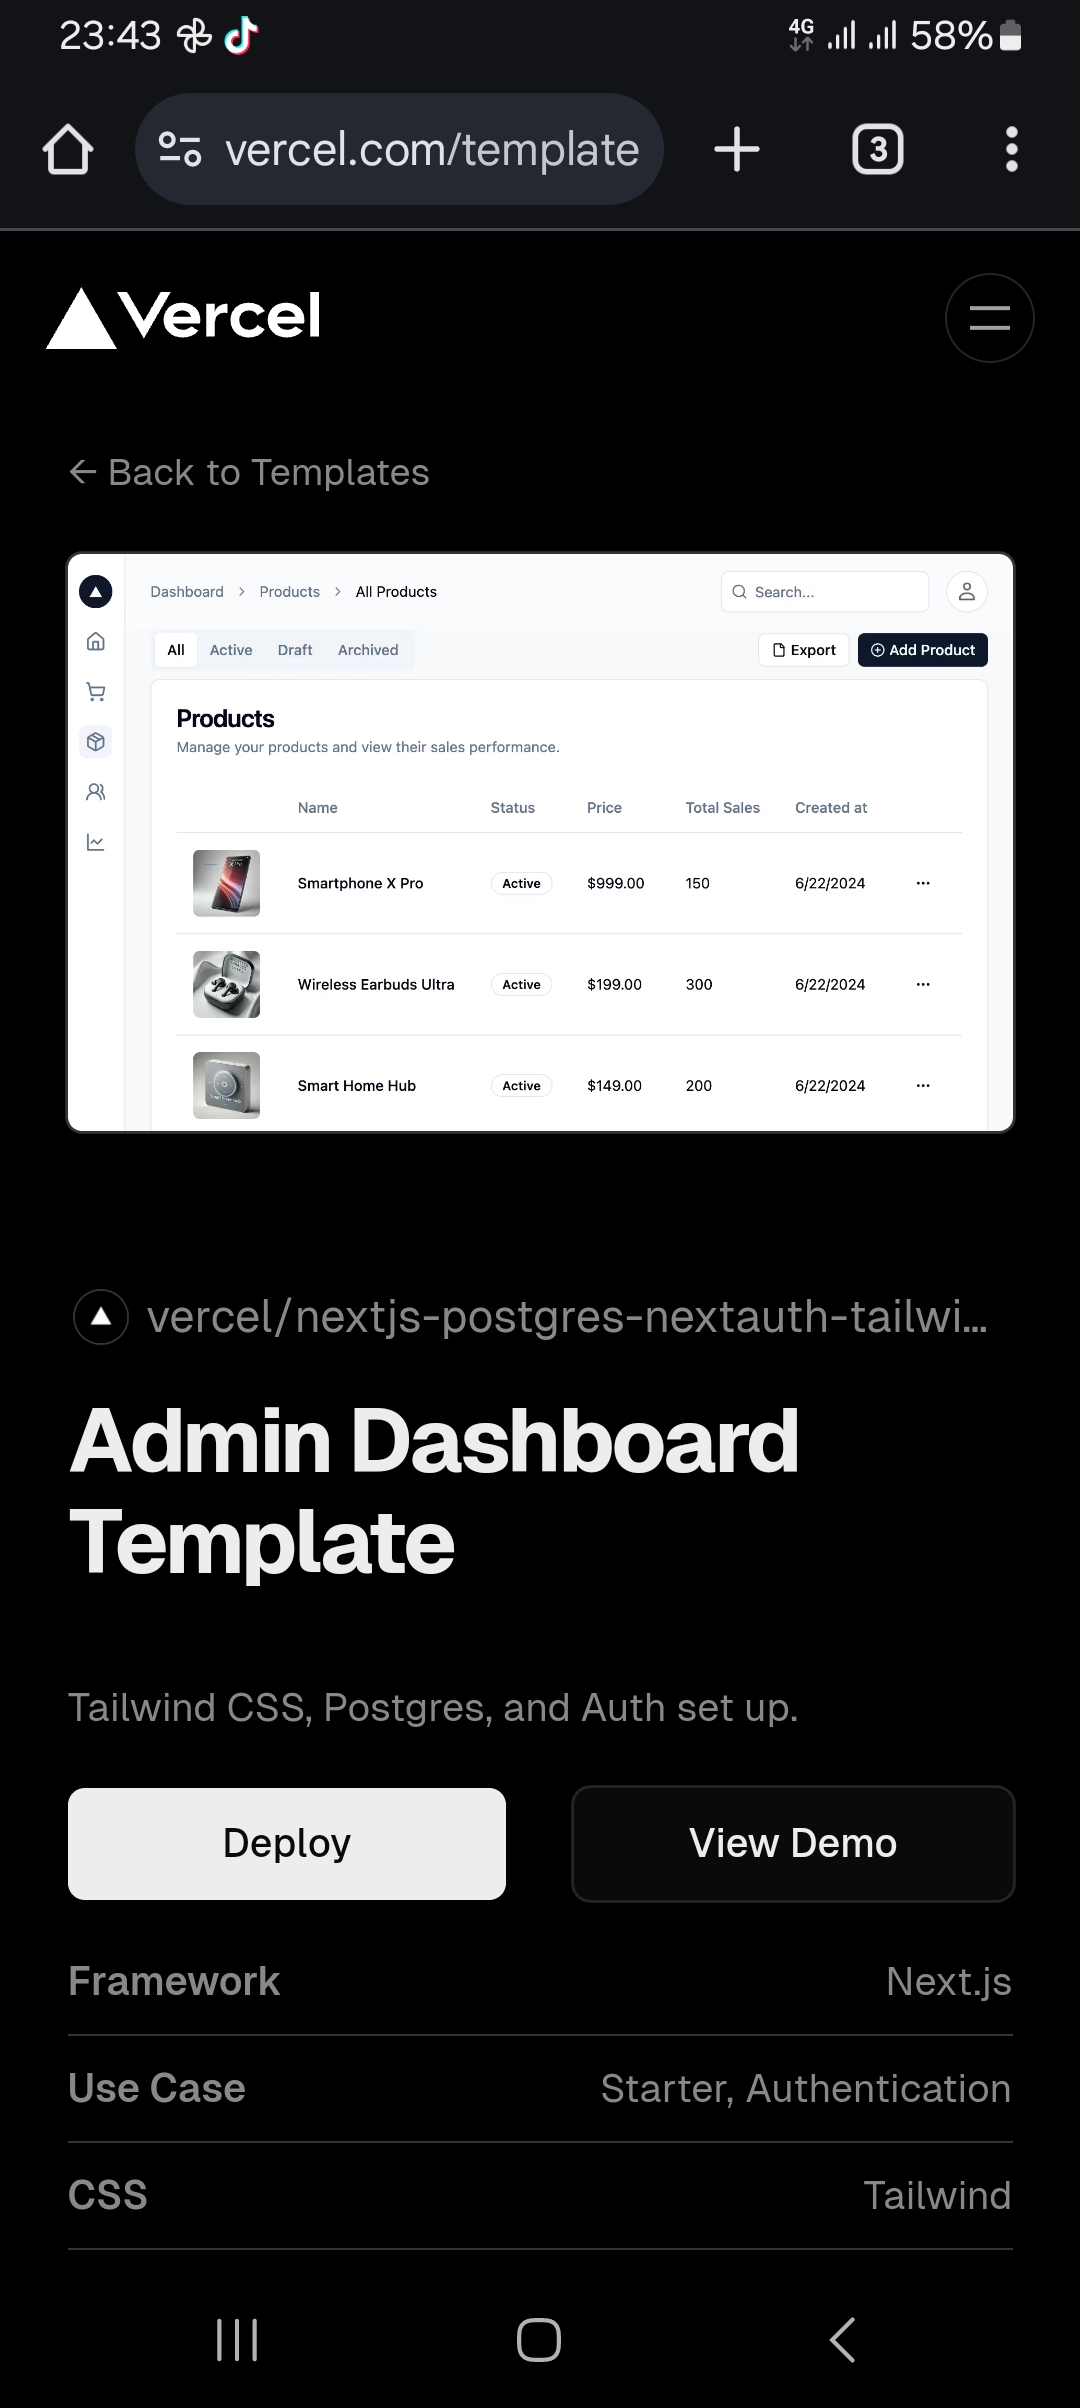 23:43
4G
58%
vercel.com/template
3
Vercel
← Back to Templates
Dashboard > Products > All Products
Search...
All Active Draft Archived
Export
Add Product
Products
Manage your products and view their sales performance.
Name Status Price Total Sales Created at
Smartphone X Pro Active $999.00 150 6/22/2024 ...
Wireless Earbuds Ultra Active $199.00 300 6/22/2024 ...
Smart Home Hub Active $149.00 200 6/22/2024 ...
vercel/nextjs-postgres-nextauth-tailwi...
Admin Dashboard
Template
Tailwind CSS, Postgres, and Auth set up.
Deploy
View Demo
Framework Next.js
Use Case Starter, Authentication
CSS Tailwind